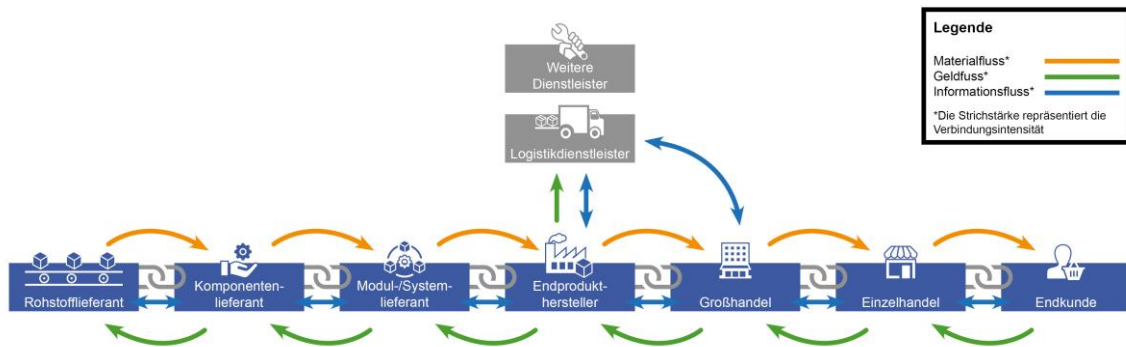 Legende
Materialfluss*
Geldfuss*
Informationsfluss*
*Die Strichstärke repräsentiert die
Verbindungsintensität
Weitere
Dienstleister
Logistikdienstleister
Rohstofflieferant
Komponenten-
lieferant
Modul-/System-
lieferant
Endprodukt-
hersteller
Großhandel
Einzelhandel
Endkunde